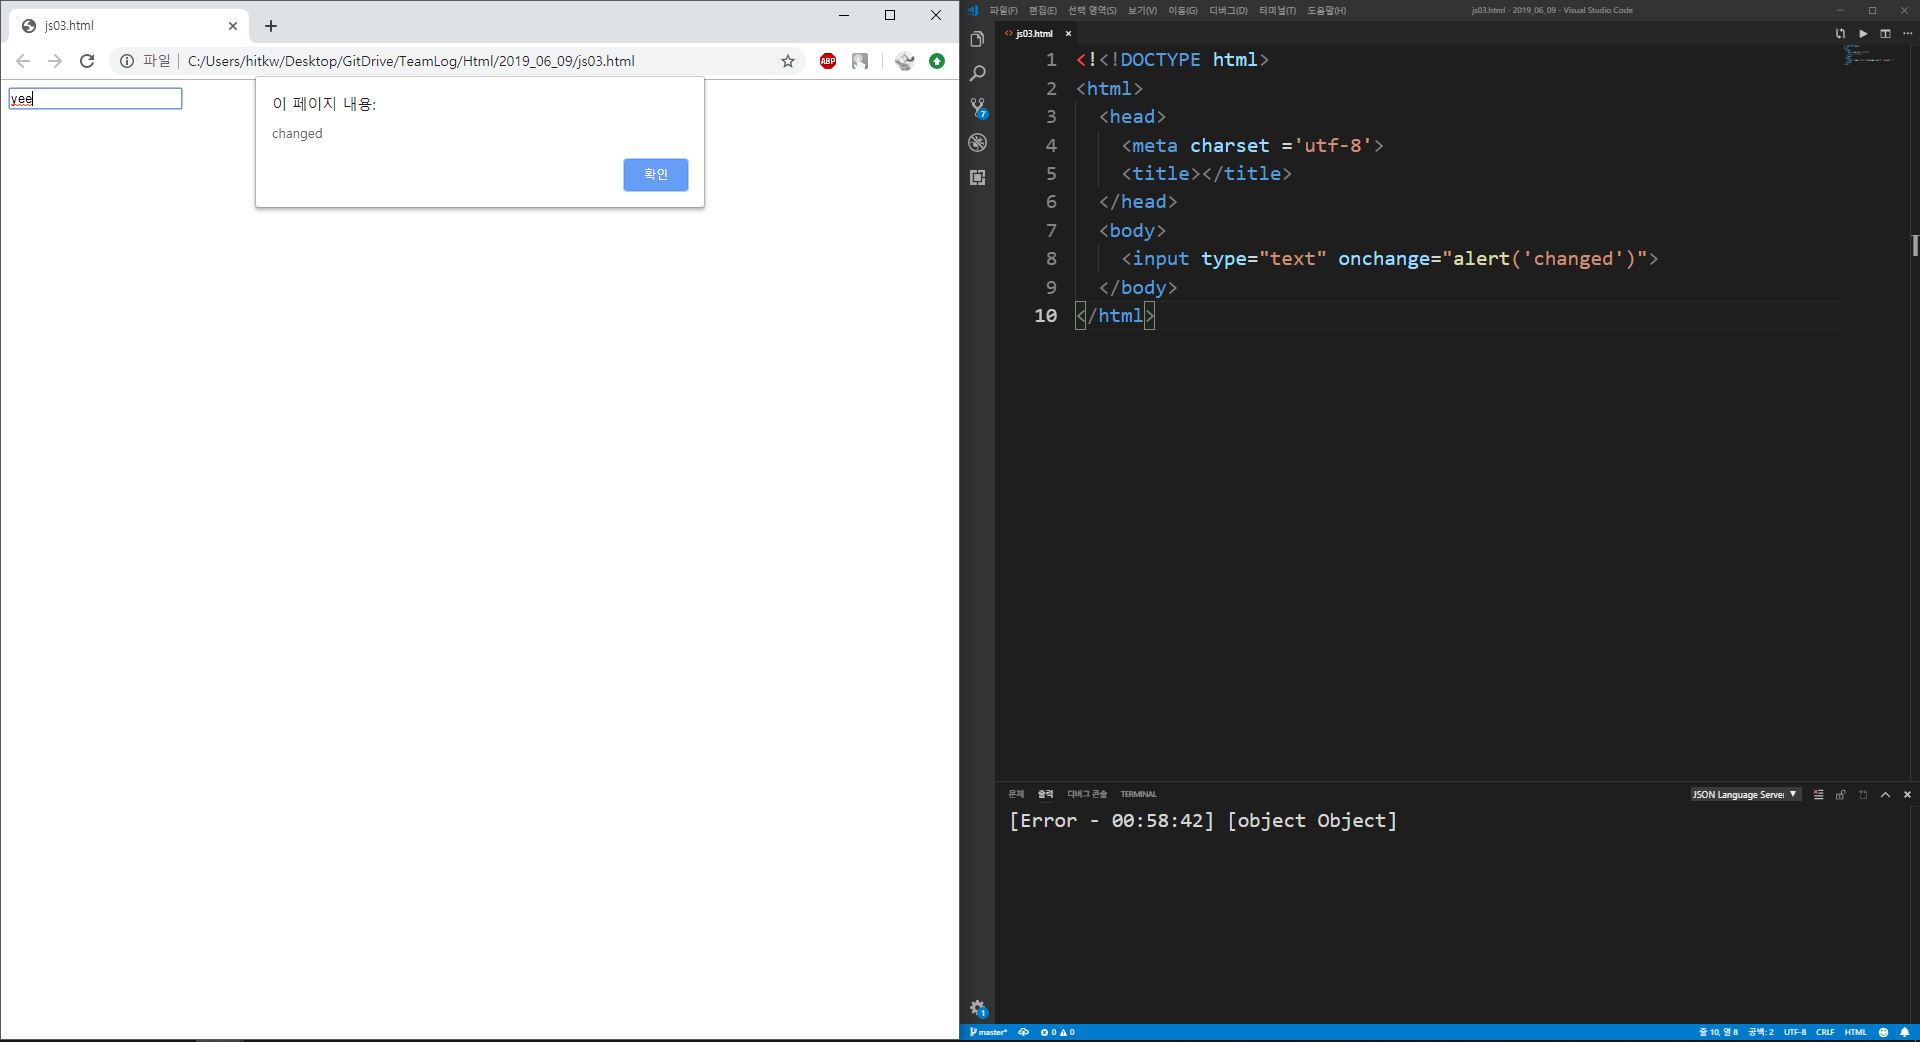 js03.html
파일 C:/Users/hitkw/Desktop/GitDrive/TeamLog/Html/2019_06_09/js03.html
ABP
yee
이 페이지 내용:
changed
확인
파일(F) 편집(E) 선택 영역(S) 보기(V) 이동(G) 디버그(D) 터미널(T) 도움말(H)
js03.html - 2019_06_09 - Visual Studio Code
js03.html
7
1 <!<!DOCTYPE html>
2 <html>
3 <head>
4 <meta charset ='utf-8'>
5 <title></title>
6 </head>
7 <body>
8 <input type="text" onchange="alert('changed')">
9 </body>
10 </html>
문제 출력 디버그 콘솔 TERMINAL
JSON Language Server
[Error - 00:58:42] [object Object]
1
master* 0 0
줄 10, 열 8 공백: 2 UTF-8 CRLF HTML